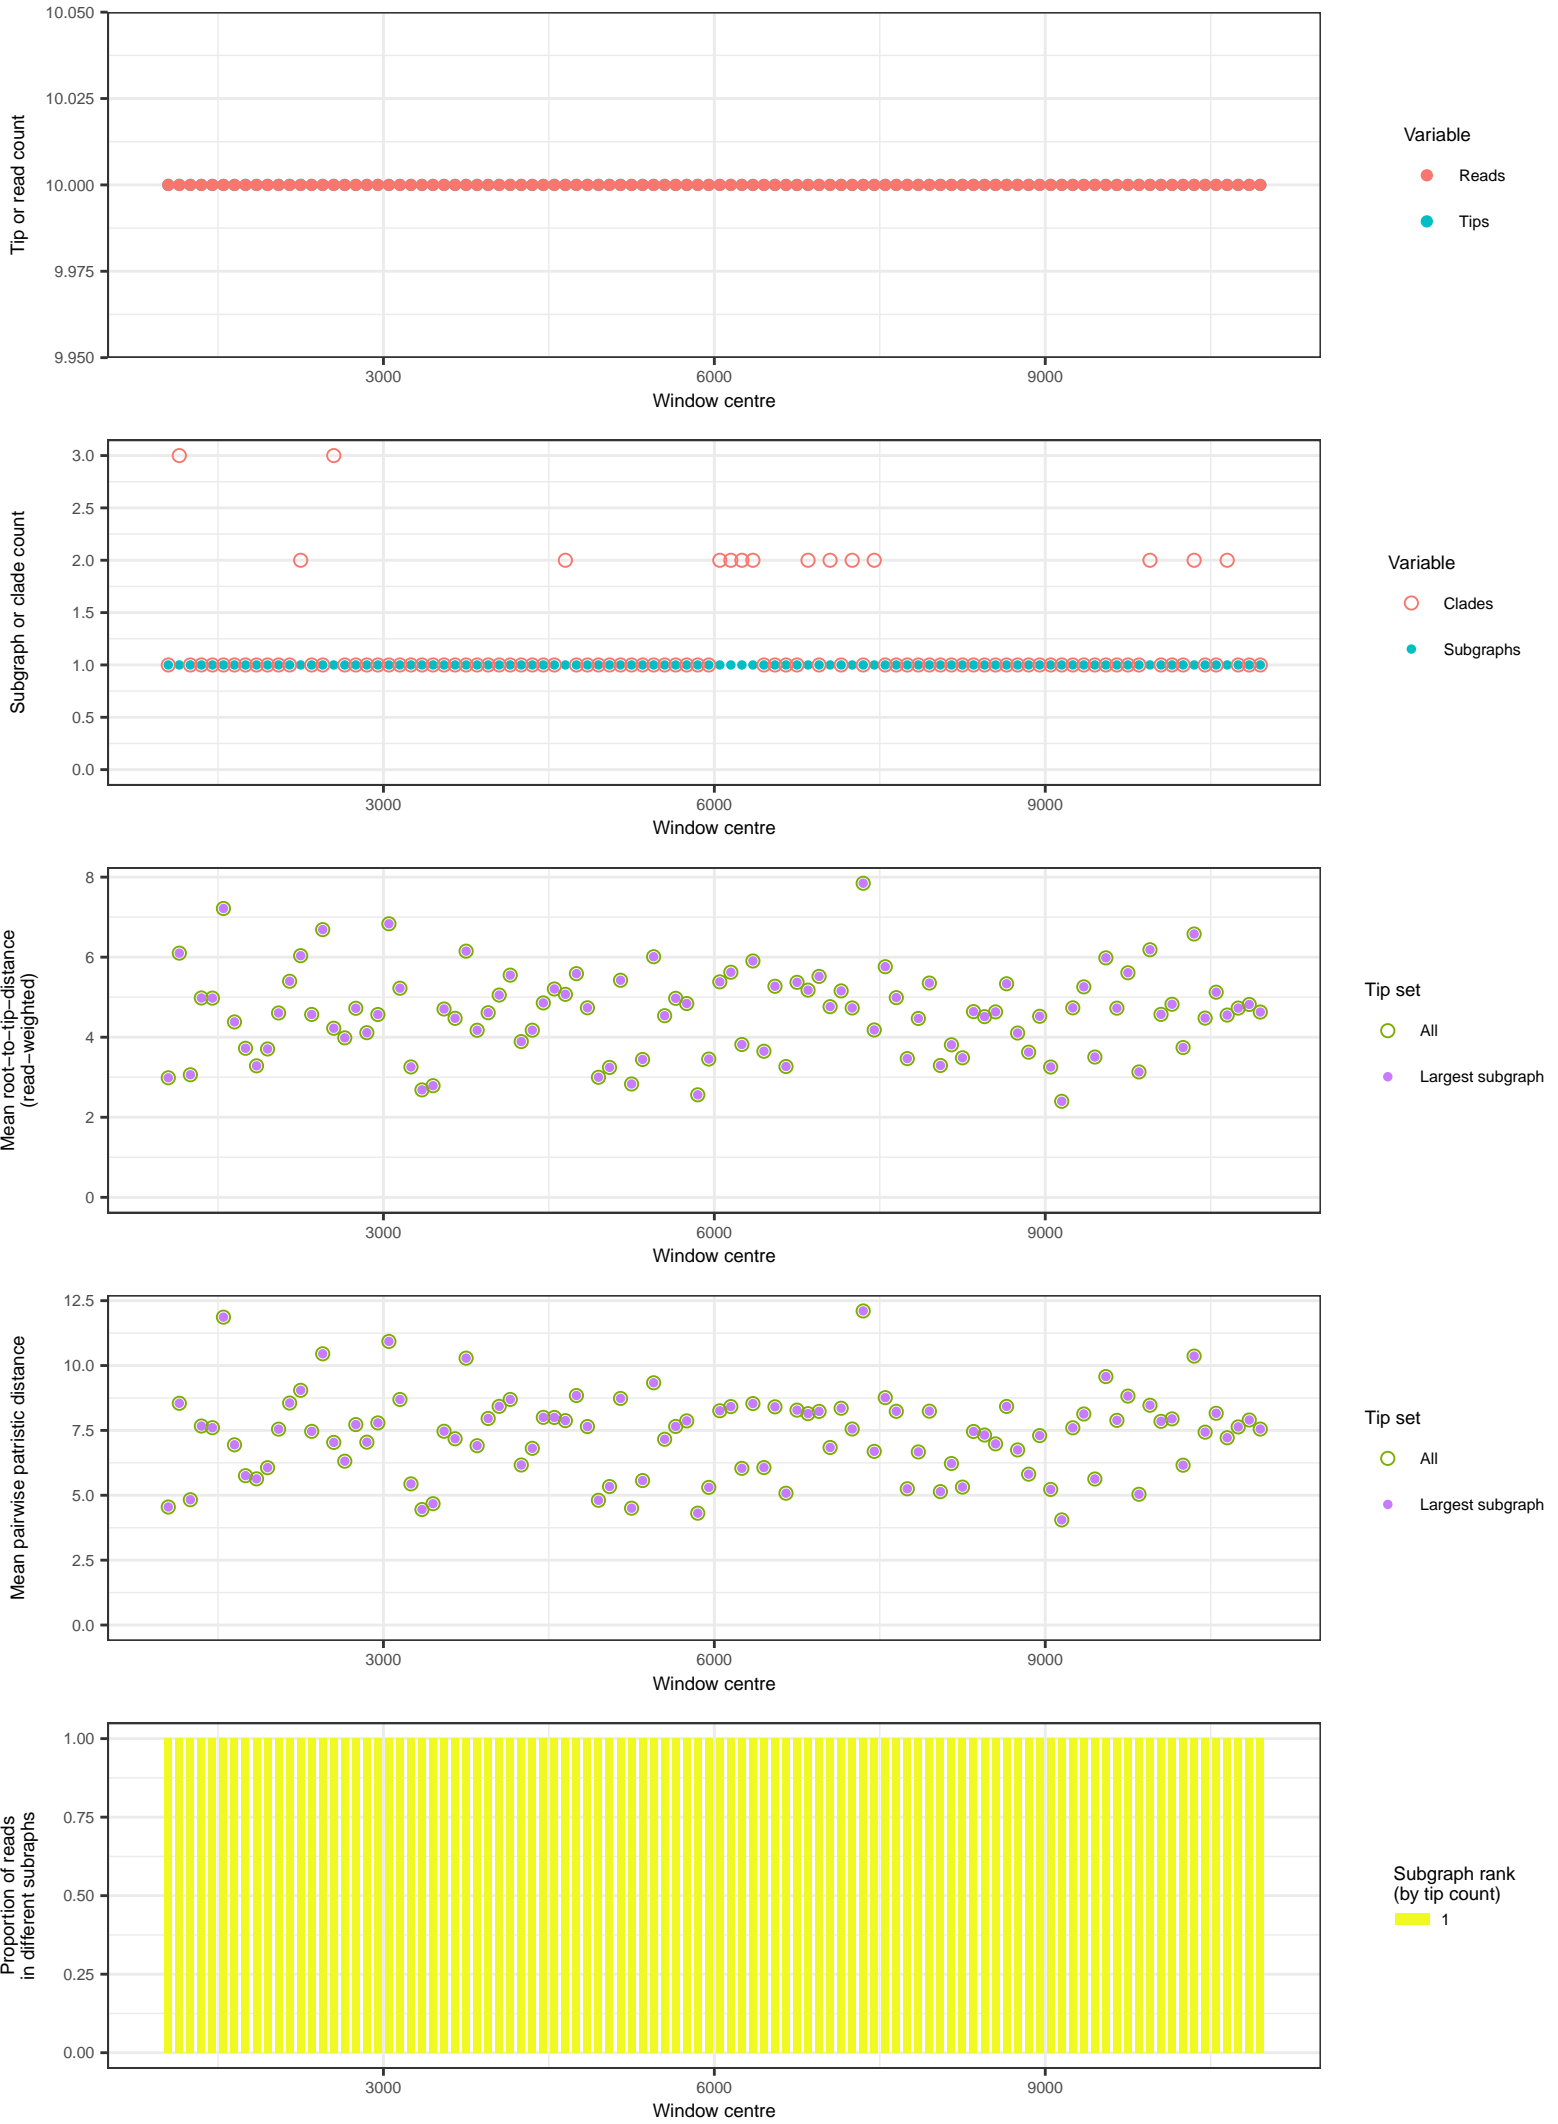 10.050
10.025
10.000
9.975
9.950
Tip or read count
3000 6000 9000
Window centre
Variable
Reads
Tips
3.0
2.5
2.0
1.5
1.0
0.5
0.0
Subgraph or clade count
3000 6000 9000
Window centre
Variable
Clades
Subgraphs
8
6
4
2
0
Mean root−to−tip−distance
(read−weighted)
3000 6000 9000
Window centre
Tip set
All
Largest subgraph
12.5
10.0
7.5
5.0
2.5
0.0
Mean pairwise patristic distance
3000 6000 9000
Window centre
Tip set
All
Largest subgraph
1.00
0.75
0.50
0.25
0.00
Proportion of reads
in different subraphs
3000 6000 9000
Window centre
Subgraph rank
(by tip count)
1